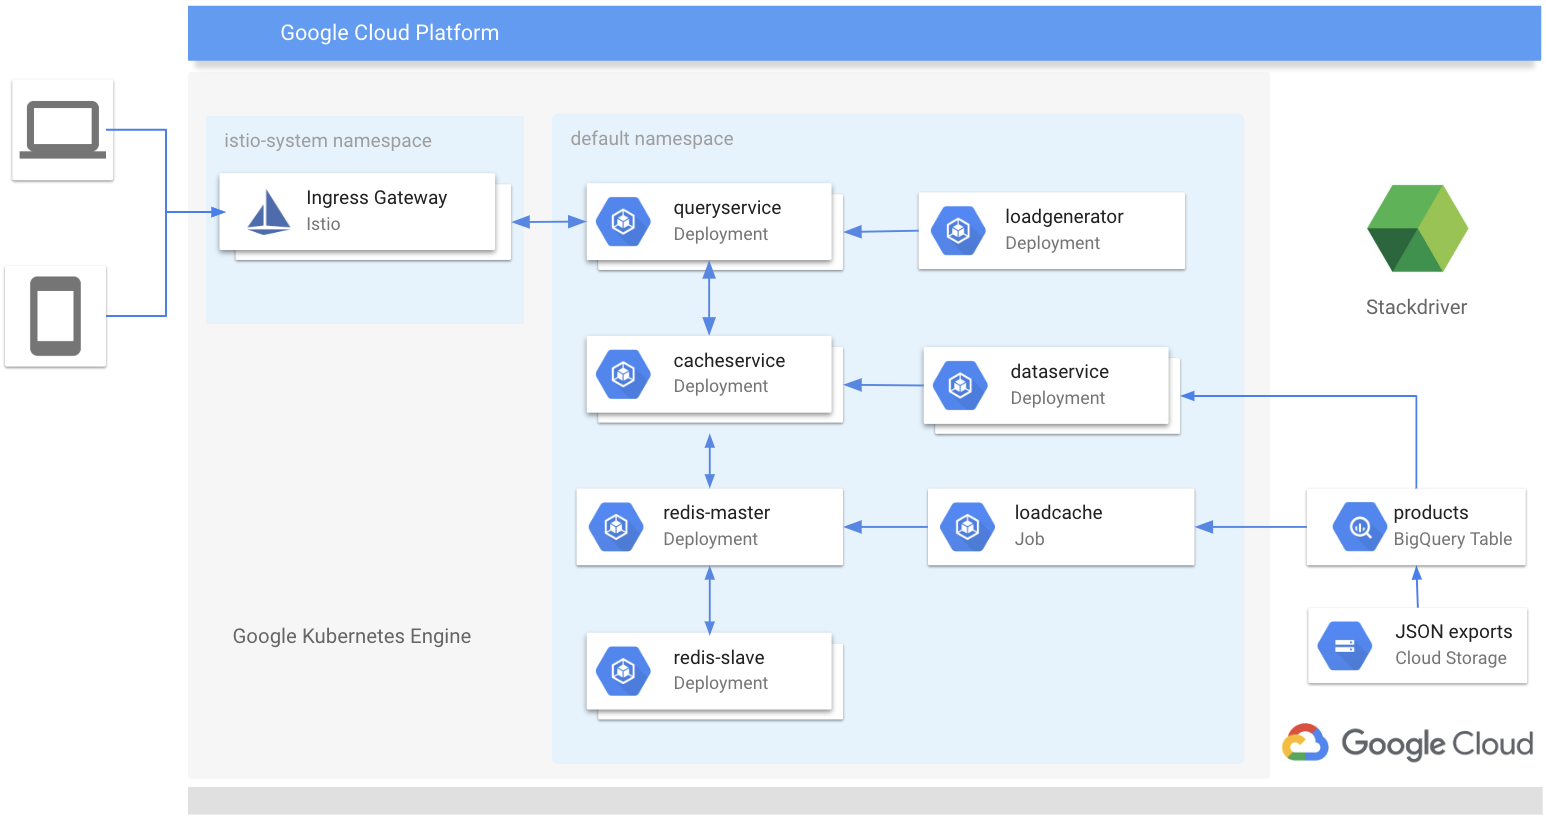 Google Cloud Platform
istio-system namespace
Ingress Gateway
Istio
default namespace
queryservice
Deployment
loadgenerator
Deployment
cacheservice
Deployment
dataservice
Deployment
redis-master
Deployment
loadcache
Job
redis-slave
Deployment
Google Kubernetes Engine
Stackdriver
products
BigQuery Table
JSON exports
Cloud Storage
Google Cloud